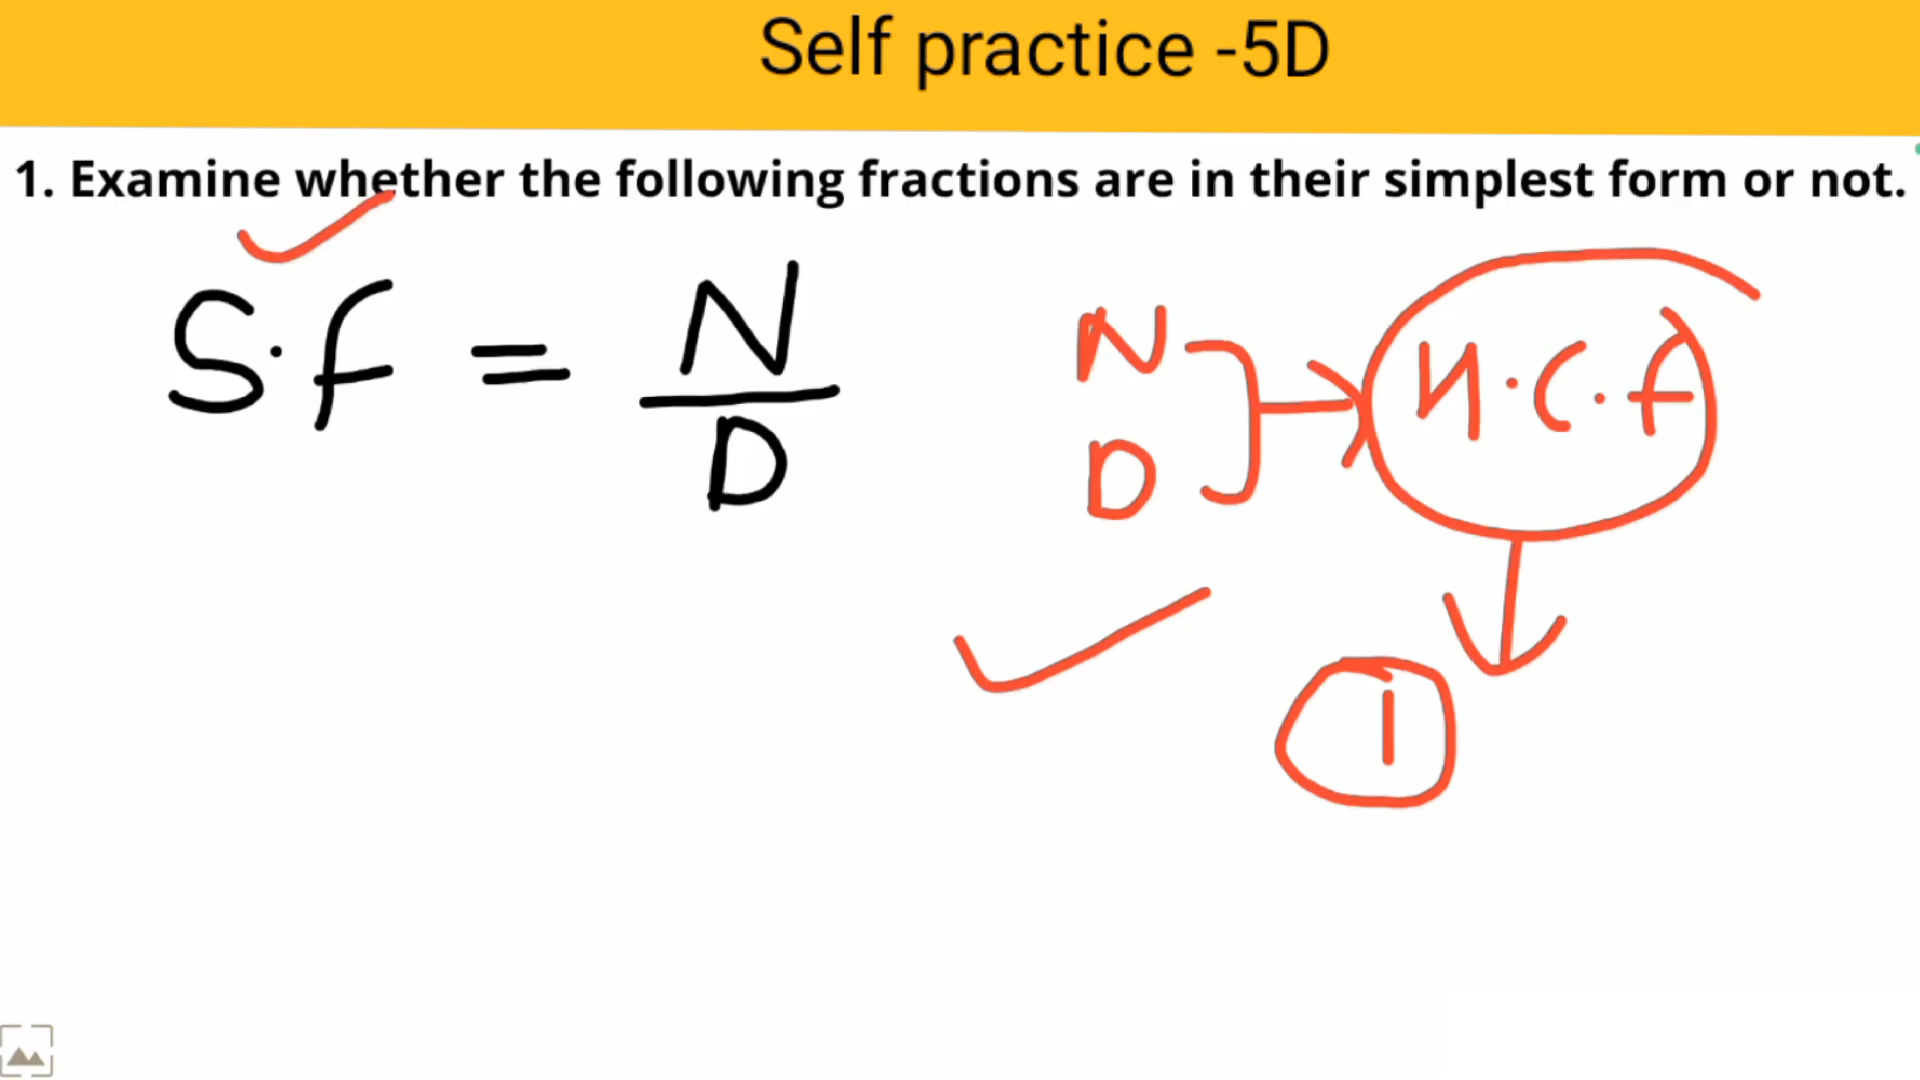 Self practice -5D
1. Examine whether the following fractions are in their simplest form or not.
S.f = N/D
N
D
H.C.f
1